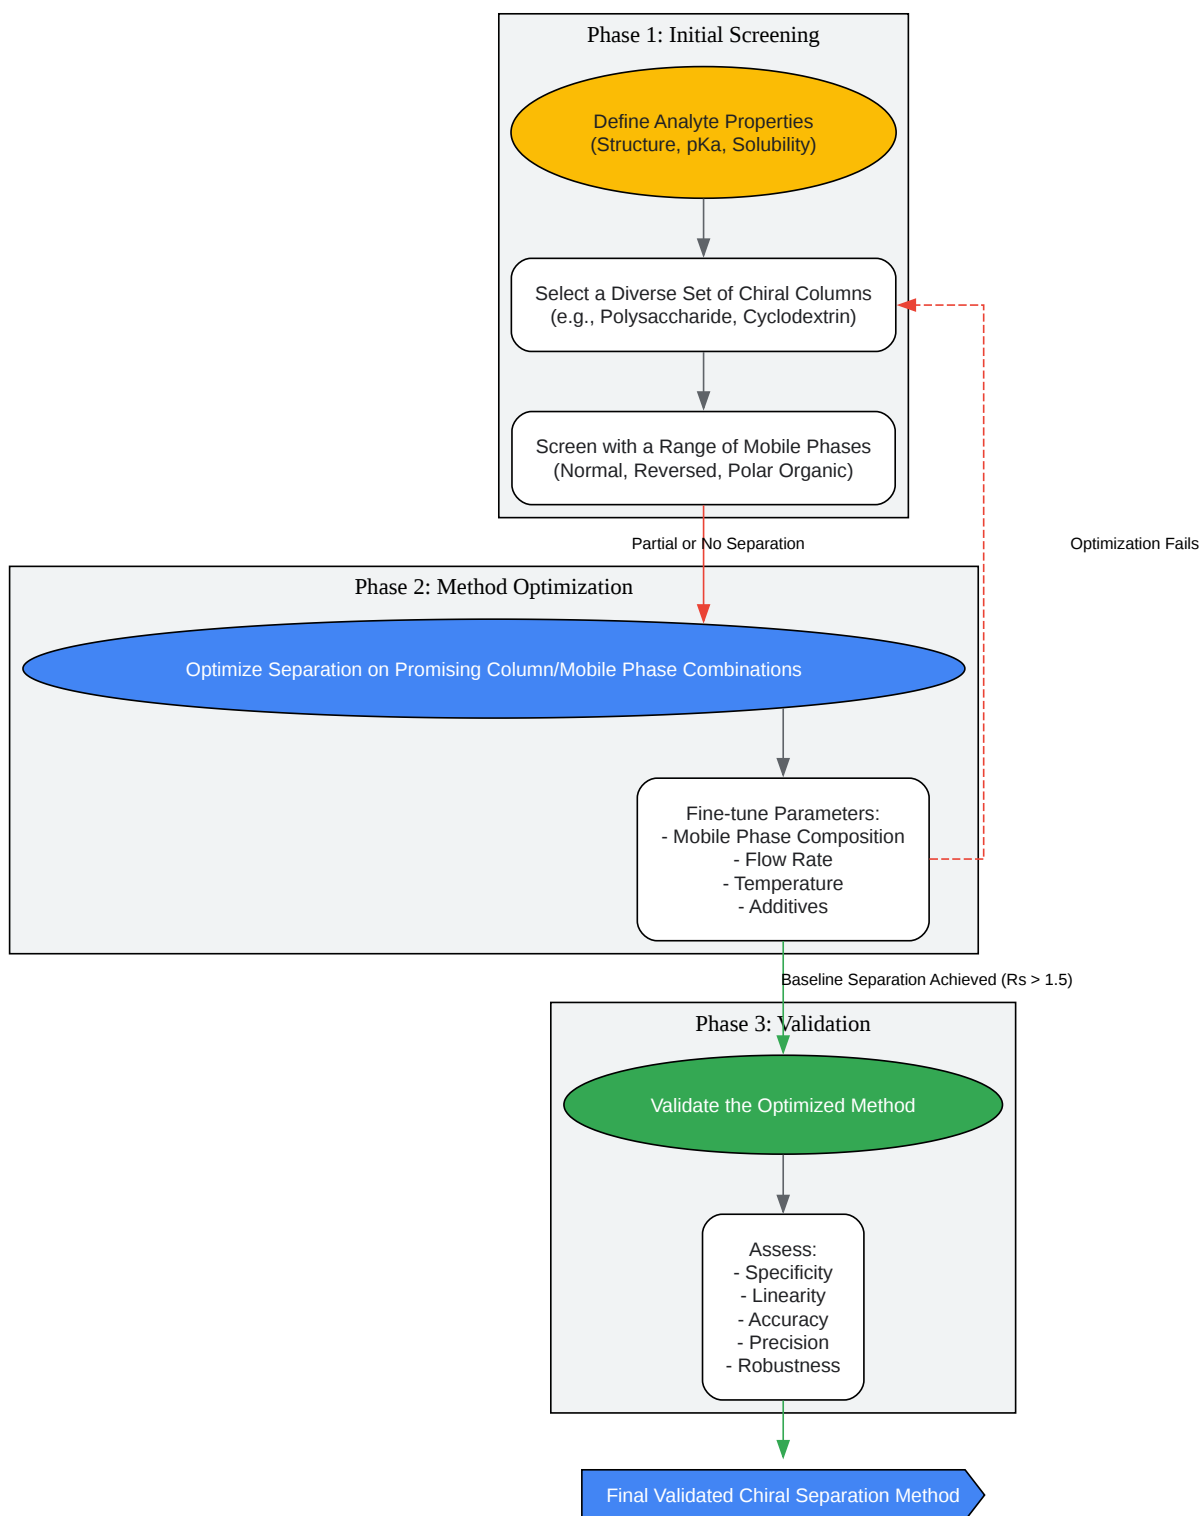 Phase 1: Initial Screening
Define Analyte Properties
(Structure, pKa, Solubility)
Select a Diverse Set of Chiral Columns
(e.g., Polysaccharide, Cyclodextrin)
Screen with a Range of Mobile Phases
(Normal, Reversed, Polar Organic)
Partial or No Separation
Optimization Fails
Phase 2: Method Optimization
Optimize Separation on Promising Column/Mobile Phase Combinations
Fine-tune Parameters:
- Mobile Phase Composition
- Flow Rate
- Temperature
- Additives
Baseline Separation Achieved (Rs > 1.5)
Phase 3: Validation
Validate the Optimized Method
Assess:
- Specificity
- Linearity
- Accuracy
- Precision
- Robustness
Final Validated Chiral Separation Method